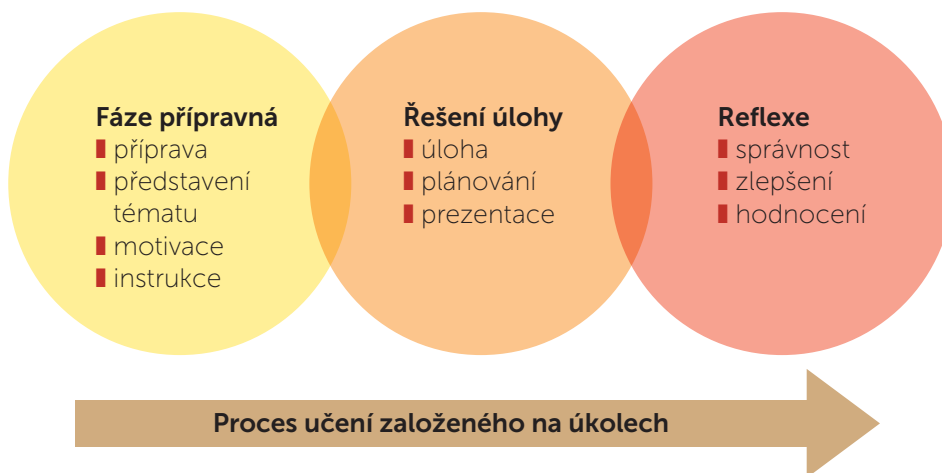 Fáze přípravná
příprava
představení
tématu
motivace
instrukce
Řešení úlohy
úloha
plánování
prezentace
Reflexe
správnost
zlepšení
hodnocení
Proces učení založeného na úkolech